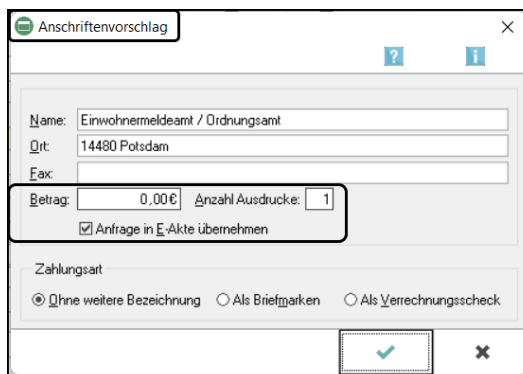 Anschriftenvorschlag
? i
Name: Einwohnermeldeamt / Ordnungsamt
Ort: 14480 Potsdam
Fax:
Betrag: 0,00€ Anzahl Ausdrucke: 1
Anfrage in E-Akte übernehmen
Zahlungsart
Ohne weitere Bezeichnung Als Briefmarken Als Verrechnungsscheck